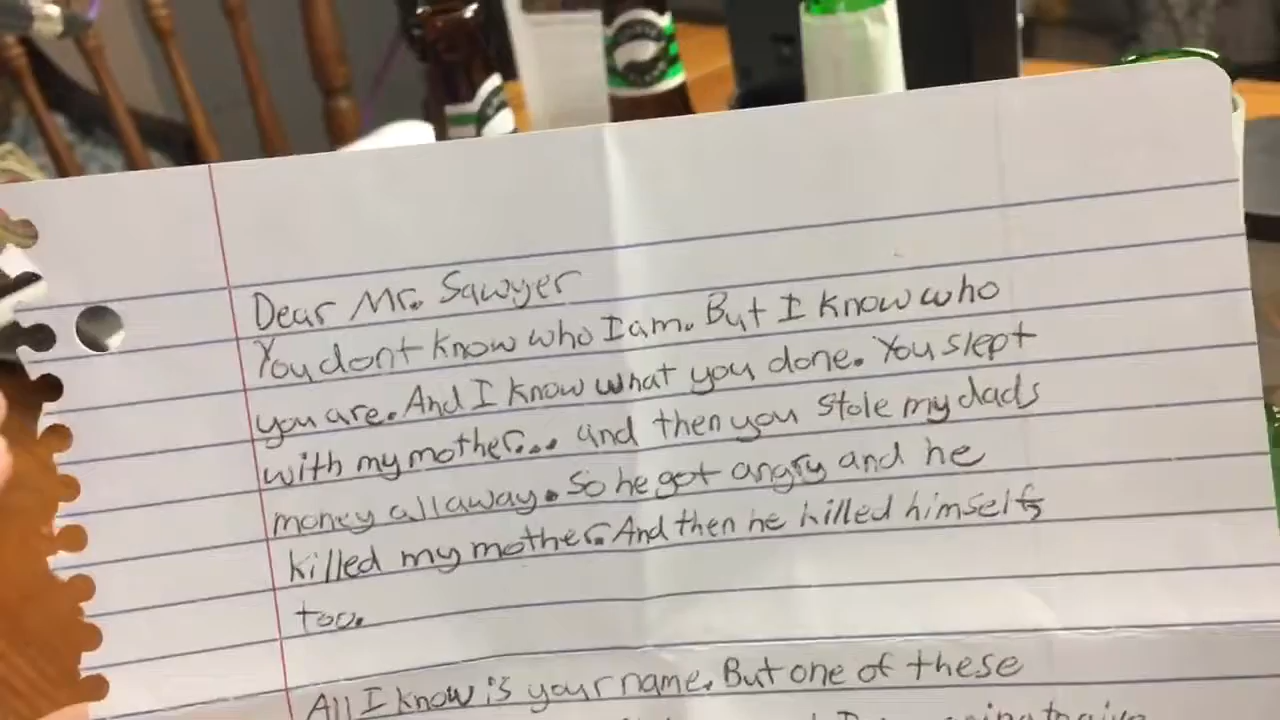 Dear Mr. Sawyer
You dont know who I am. But I know who
you are. And I know what you done. You slept
with my mother... and then you stole my dads
money all away. So he got angry and he
killed my mother. And then he killed himself
too.
All I know is your name. But one of these